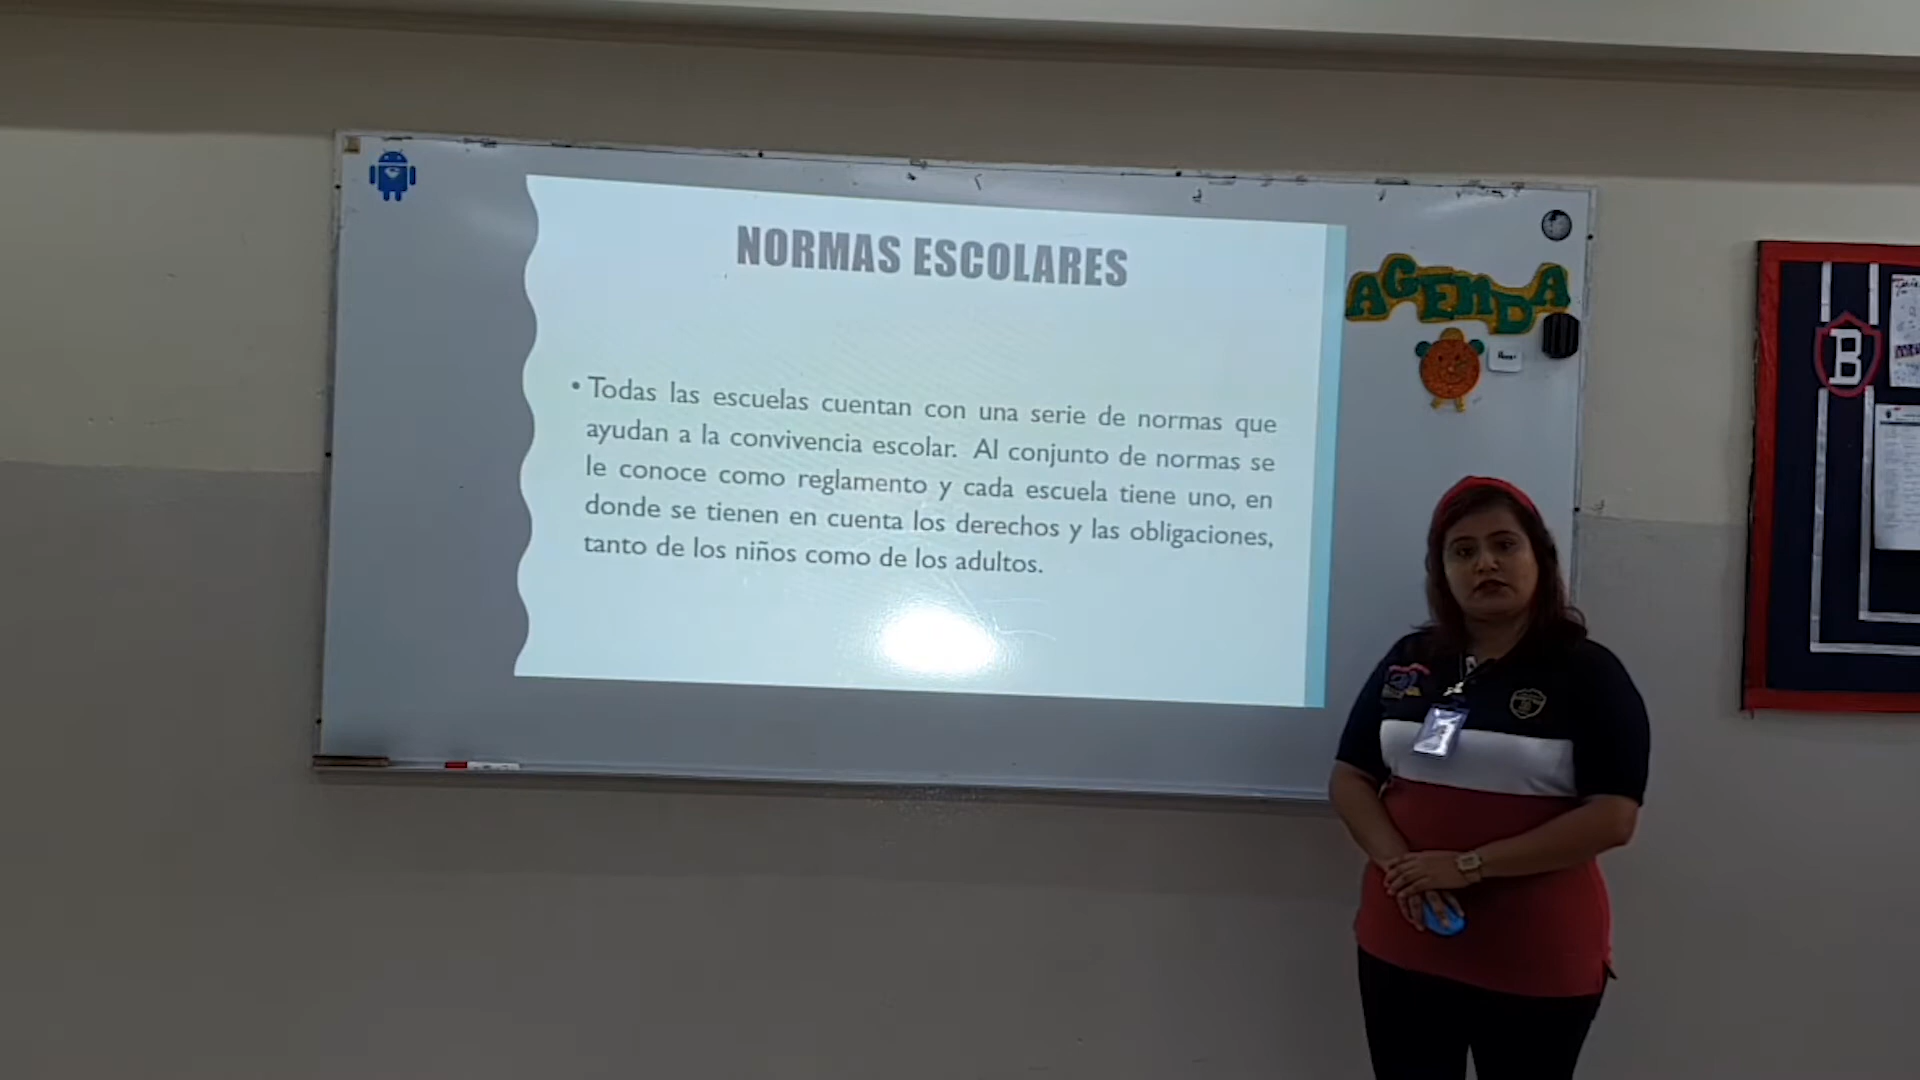 NORMAS ESCOLARES
• Todas las escuelas cuentan con una serie de normas que
ayudan a la convivencia escolar. Al conjunto de normas se
le conoce como reglamento y cada escuela tiene uno, en
donde se tienen en cuenta los derechos y las obligaciones,
tanto de los niños como de los adultos.
AGENDA
B